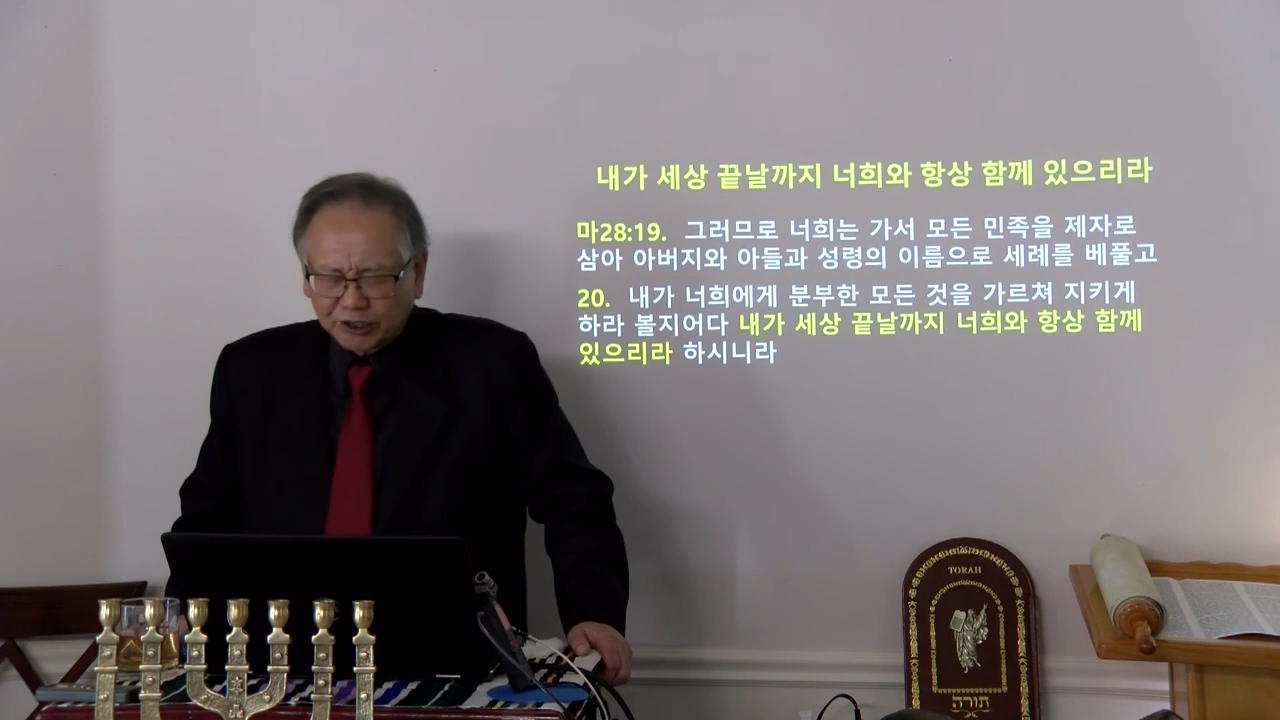 내가 세상 끝날까지 너희와 항상 함께 있으리라
마28:19. 그러므로 너희는 가서 모든 민족을 제자로
삼아 아버지와 아들과 성령의 이름으로 세례를 베풀고
20. 내가 너희에게 분부한 모든 것을 가르쳐 지키게
하라 볼지어다 내가 세상 끝날까지 너희와 항상 함께
있으리라 하시니라
TORAH
תורה